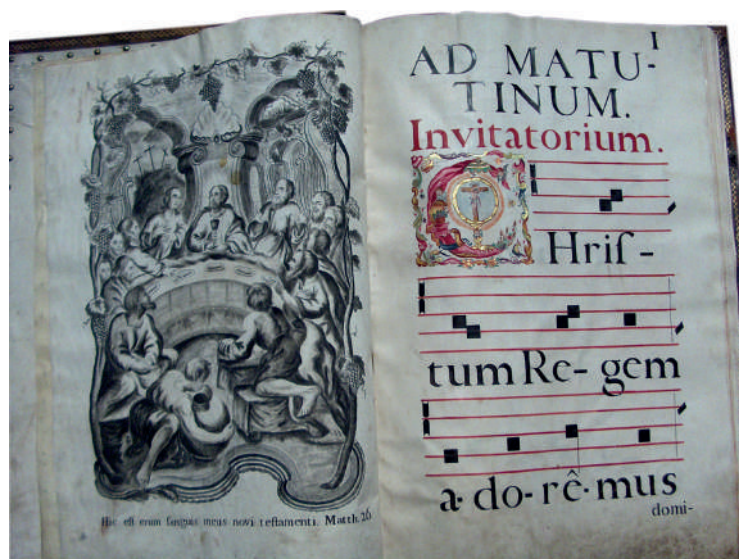 Hic est enim sanguis meus novi testamenti. Matth. 26
I
AD MATU-
TINUM.
Invitatorium.
C
Hris-
tum Re- gem
a- do- rê- mus
domi-